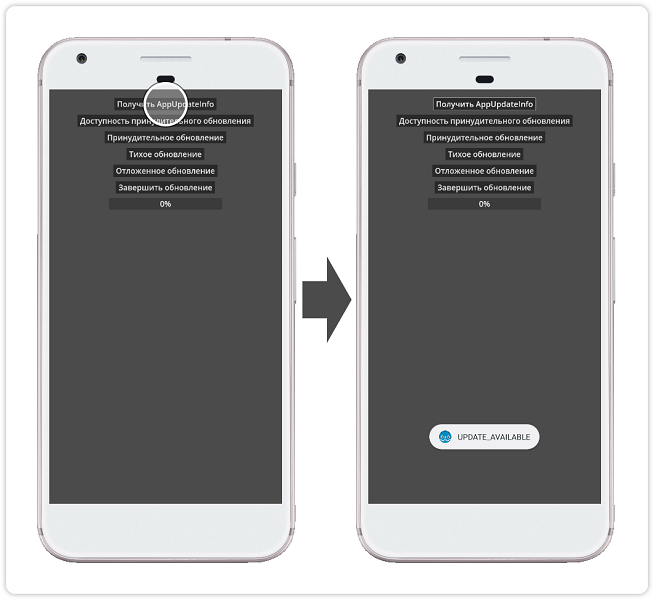 Получить AppUpdateInfo
Доступность принудительного обновления
Принудительное обновление
Тихое обновление
Отложенное обновление
Завершить обновление
0%
Получить AppUpdateInfo
Доступность принудительного обновления
Принудительное обновление
Тихое обновление
Отложенное обновление
Завершить обновление
0%
UPDATE_AVAILABLE